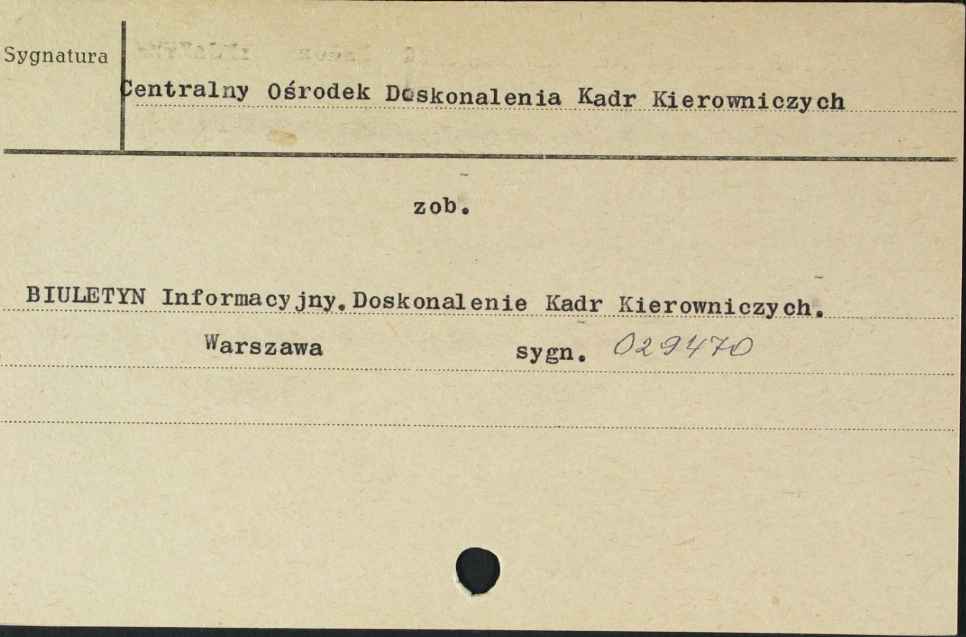 Sygnatura
Centralny Ośrodek Doskonalenia Kadr Kierowniczych
zob.
BIULETYN Informacyjny. Doskonalenie Kadr Kierowniczych.
Warszawa sygn. 029470